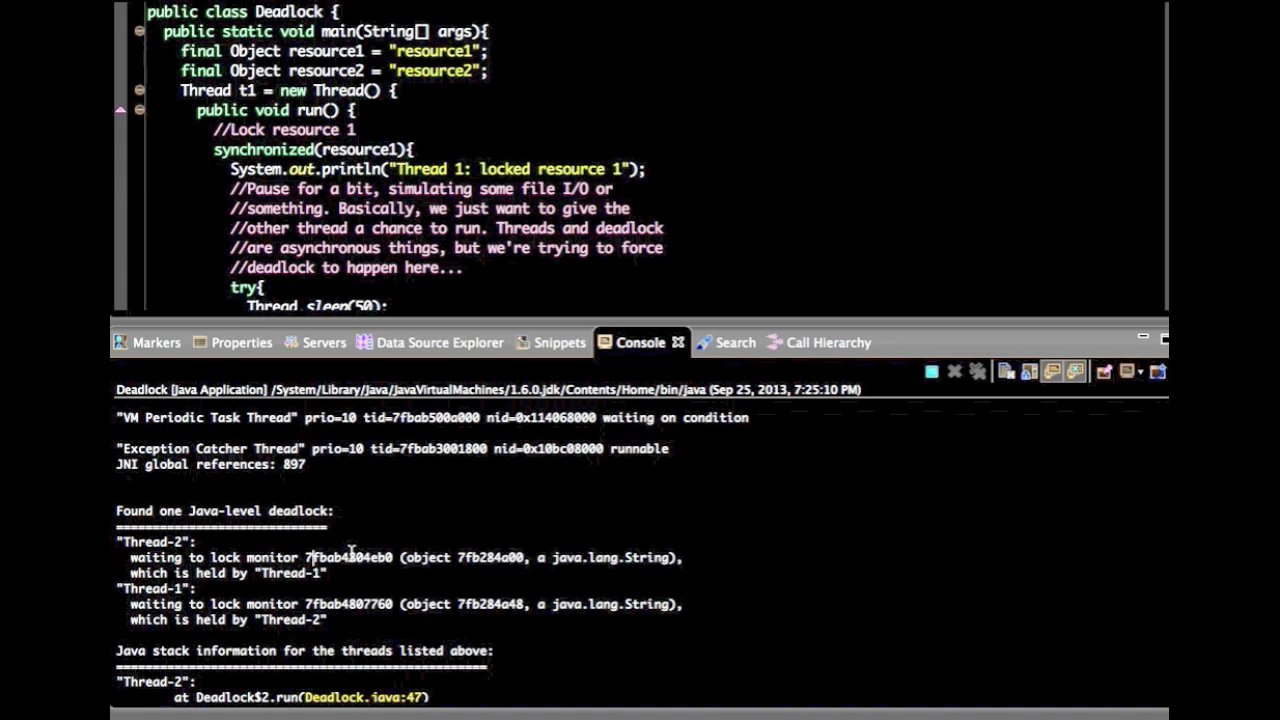 public class Deadlock {
public static void main(String[] args){
final Object resource1 = "resource1";
final Object resource2 = "resource2";
Thread t1 = new Thread() {
public void run() {
//Lock resource 1
synchronized(resource1){
System.out.println("Thread 1: locked resource 1");
//Pause for a bit, simulating some file I/O or
//something. Basically, we just want to give the
//other thread a chance to run. Threads and deadlock
//are asynchronous things, but we're trying to force
//deadlock to happen here...
try{
Thread.sleep(50);
Markers Properties Servers Data Source Explorer Snippets Console Search Call Hierarchy
Deadlock [Java Application] /System/Library/Java/JavaVirtualMachines/1.6.0.jdk/Contents/Home/bin/java (Sep 25, 2013, 7:25:10 PM)
"VM Periodic Task Thread" prio=10 tid=7fbab500a000 nid=0x114068000 waiting on condition
"Exception Catcher Thread" prio=10 tid=7fbab3001800 nid=0x10bc08000 runnable
JNI global references: 897
Found one Java-level deadlock:
=============================
"Thread-2":
waiting to lock monitor 7fbab4804eb0 (object 7fb284a00, a java.lang.String),
which is held by "Thread-1"
"Thread-1":
waiting to lock monitor 7fbab4807760 (object 7fb284a48, a java.lang.String),
which is held by "Thread-2"
Java stack information for the threads listed above:
===================================================
"Thread-2":
at Deadlock$2.run(Deadlock.java:47)